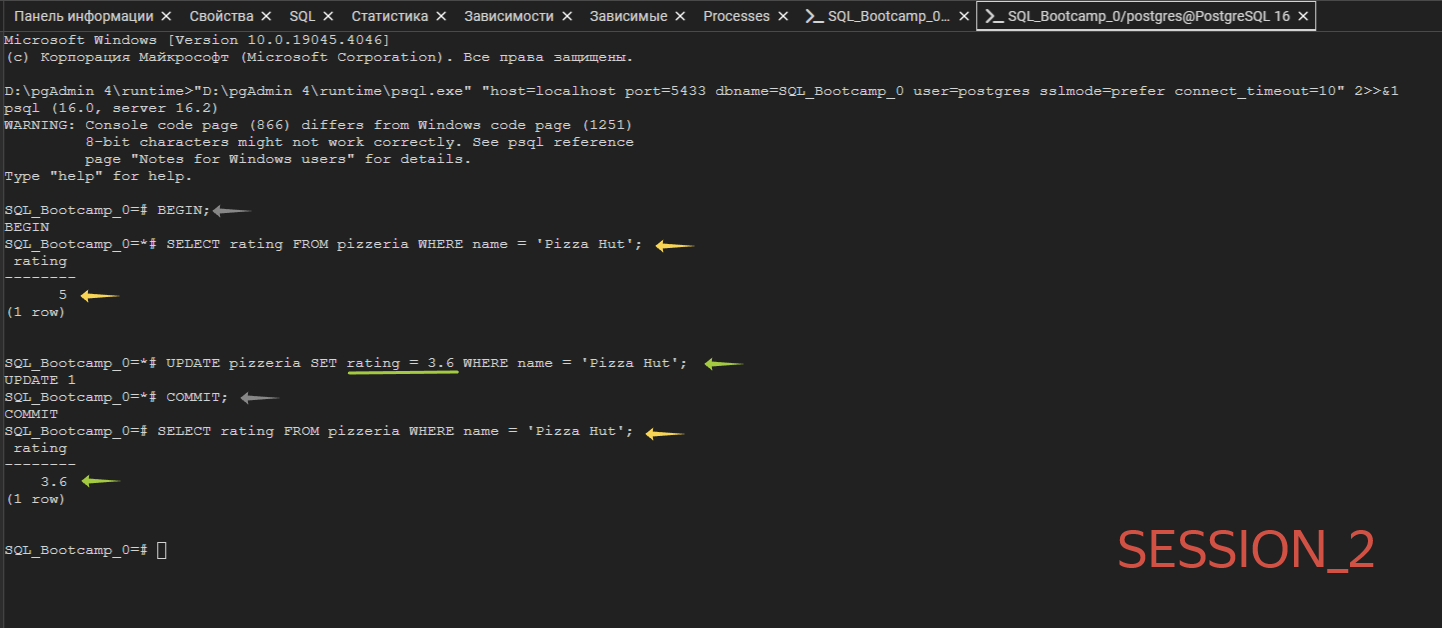 Панель информации × Свойства × SQL × Статистика × Зависимости × Зависимые × Processes × SQL_Bootcamp_0... × SQL_Bootcamp_0/postgres@PostgreSQL 16 ×
Microsoft Windows [Version 10.0.19045.4046]
(c) Корпорация Майкрософт (Microsoft Corporation). Все права защищены.
D:\pgAdmin 4\runtime>"D:\pgAdmin 4\runtime\psql.exe" "host=localhost port=5433 dbname=SQL_Bootcamp_0 user=postgres sslmode=prefer connect_timeout=10" 2>>&1
psql (16.0, server 16.2)
WARNING: Console code page (866) differs from Windows code page (1251)
         8-bit characters might not work correctly. See psql reference
         page "Notes for Windows users" for details.
Type "help" for help.
SQL_Bootcamp_0=# BEGIN;
BEGIN
SQL_Bootcamp_0=*# SELECT rating FROM pizzeria WHERE name = 'Pizza Hut';
 rating
--------
      5
(1 row)
SQL_Bootcamp_0=*# UPDATE pizzeria SET rating = 3.6 WHERE name = 'Pizza Hut';
UPDATE 1
SQL_Bootcamp_0=*# COMMIT;
COMMIT
SQL_Bootcamp_0=# SELECT rating FROM pizzeria WHERE name = 'Pizza Hut';
 rating
--------
    3.6
(1 row)
SQL_Bootcamp_0=#
SESSION_2